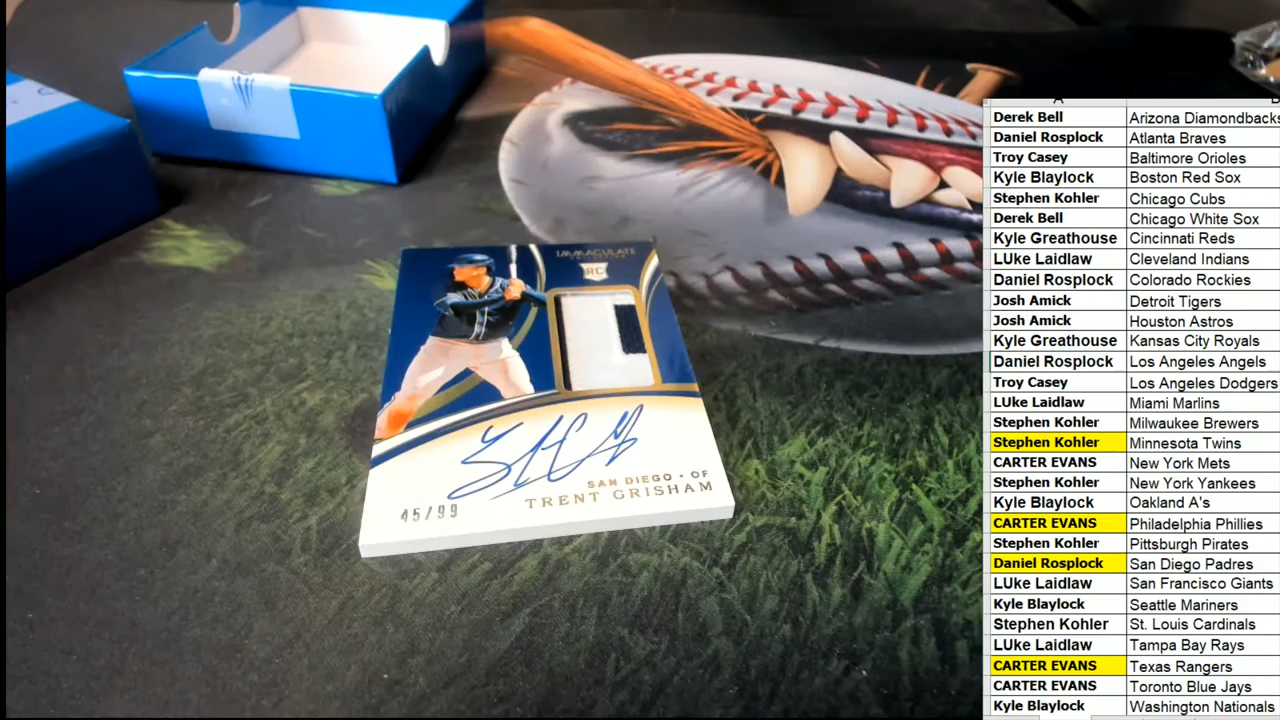 IMMACULATE
COLLECTION
RC
SAN DIEGO • OF
TRENT GRISHAM
45/99
A
Derek Bell Arizona Diamondbacks
Daniel Rosplock Atlanta Braves
Troy Casey Baltimore Orioles
Kyle Blaylock Boston Red Sox
Stephen Kohler Chicago Cubs
Derek Bell Chicago White Sox
Kyle Greathouse Cincinnati Reds
LUke Laidlaw Cleveland Indians
Daniel Rosplock Colorado Rockies
Josh Amick Detroit Tigers
Josh Amick Houston Astros
Kyle Greathouse Kansas City Royals
Daniel Rosplock Los Angeles Angels
Troy Casey Los Angeles Dodgers
LUke Laidlaw Miami Marlins
Stephen Kohler Milwaukee Brewers
Stephen Kohler Minnesota Twins
CARTER EVANS New York Mets
Stephen Kohler New York Yankees
Kyle Blaylock Oakland A's
CARTER EVANS Philadelphia Phillies
Stephen Kohler Pittsburgh Pirates
Daniel Rosplock San Diego Padres
LUke Laidlaw San Francisco Giants
Kyle Blaylock Seattle Mariners
Stephen Kohler St. Louis Cardinals
LUke Laidlaw Tampa Bay Rays
CARTER EVANS Texas Rangers
CARTER EVANS Toronto Blue Jays
Kyle Blaylock Washington Nationals